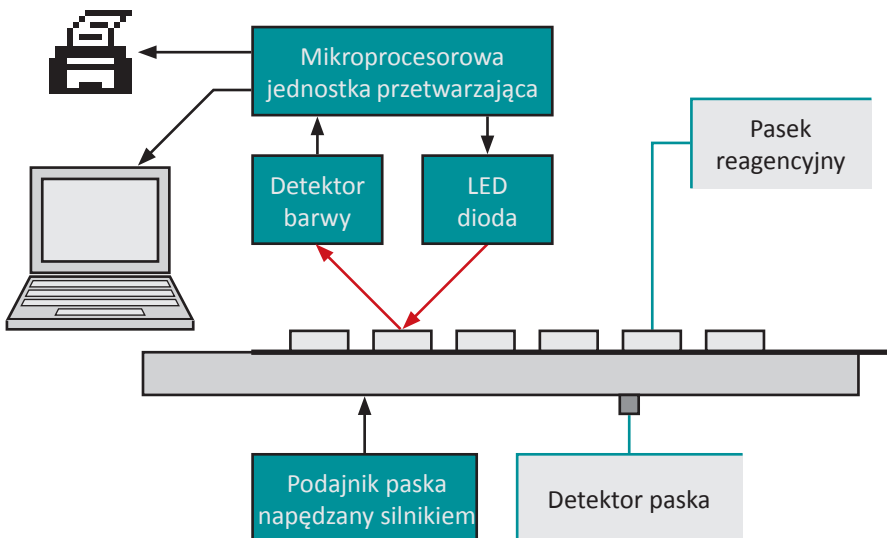 Mikroprocesorowa
jednostka przetwarzająca
Pasek
reagencyjny
Detektor
barwy
LED
dioda
Podajnik paska
napędzany silnikiem
Detektor paska